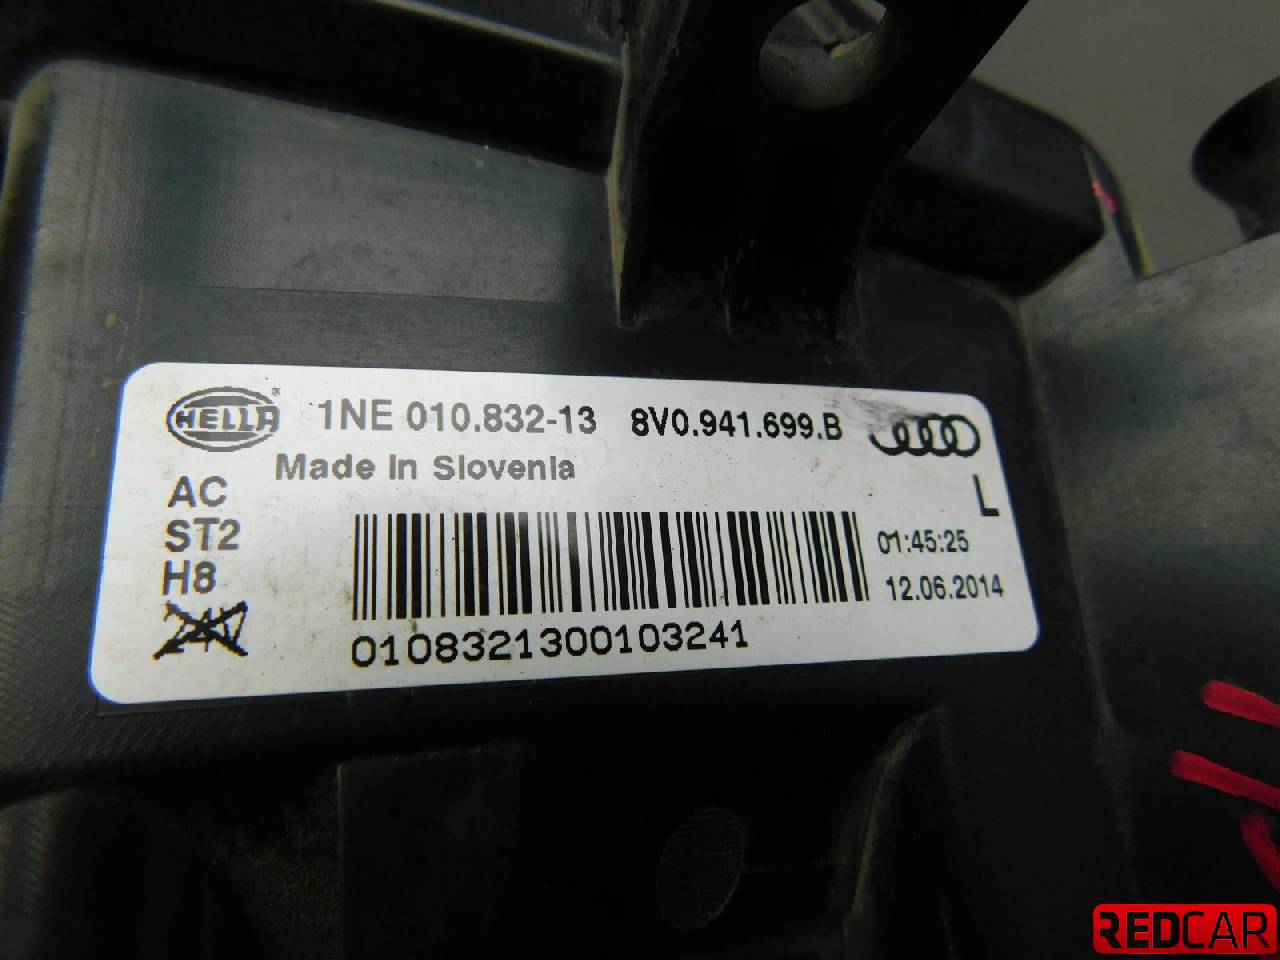 HELLA® 1NE 010.832-13 8V0.941.699.B
Made in Slovenia
AC
ST2
H8
24V
L
01:45:25
12.06.2014
0108321300103241
REDCAR